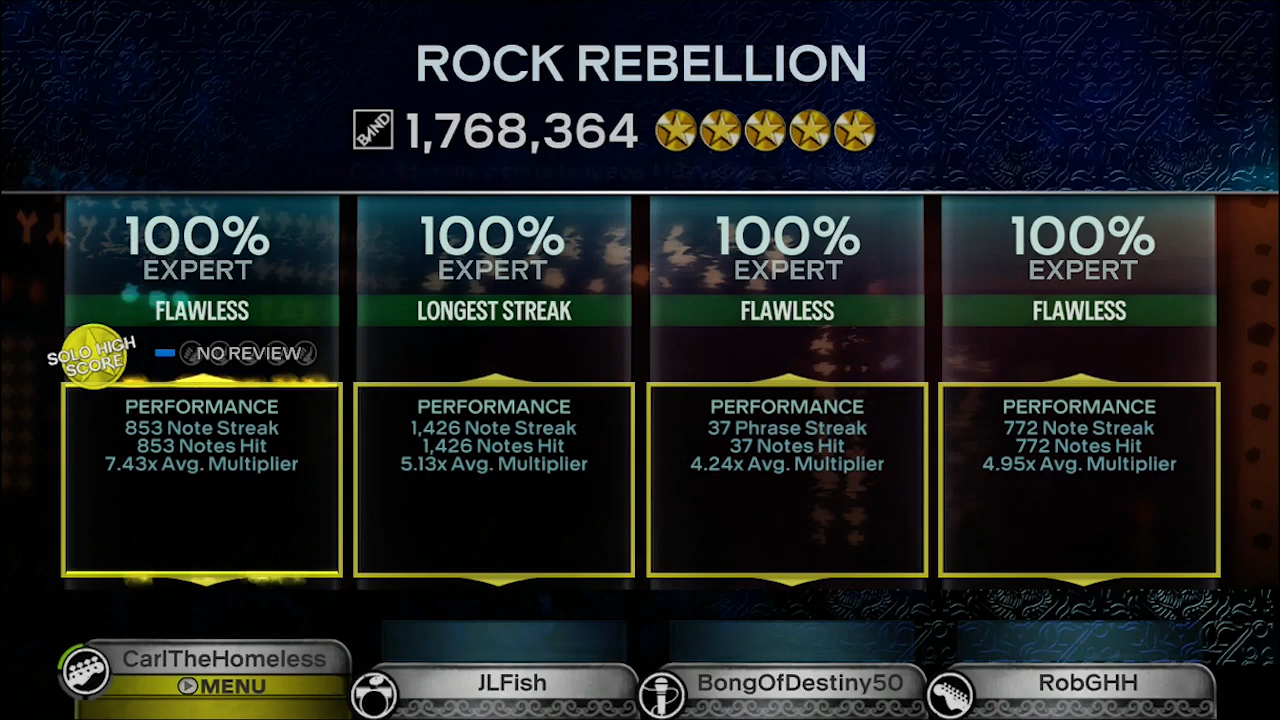 ROCK REBELLION
BAND 1,768,364
100%
EXPERT
FLAWLESS
SOLO HIGH
SCORE
NO REVIEW
PERFORMANCE
853 Note Streak
853 Notes Hit
7.43x Avg. Multiplier
100%
EXPERT
LONGEST STREAK
PERFORMANCE
1,426 Note Streak
1,426 Notes Hit
5.13x Avg. Multiplier
100%
EXPERT
FLAWLESS
PERFORMANCE
37 Phrase Streak
37 Notes Hit
4.24x Avg. Multiplier
100%
EXPERT
FLAWLESS
PERFORMANCE
772 Note Streak
772 Notes Hit
4.95x Avg. Multiplier
CarlTheHomeless
MENU
JLFish
BongOfDestiny50
RobGHH